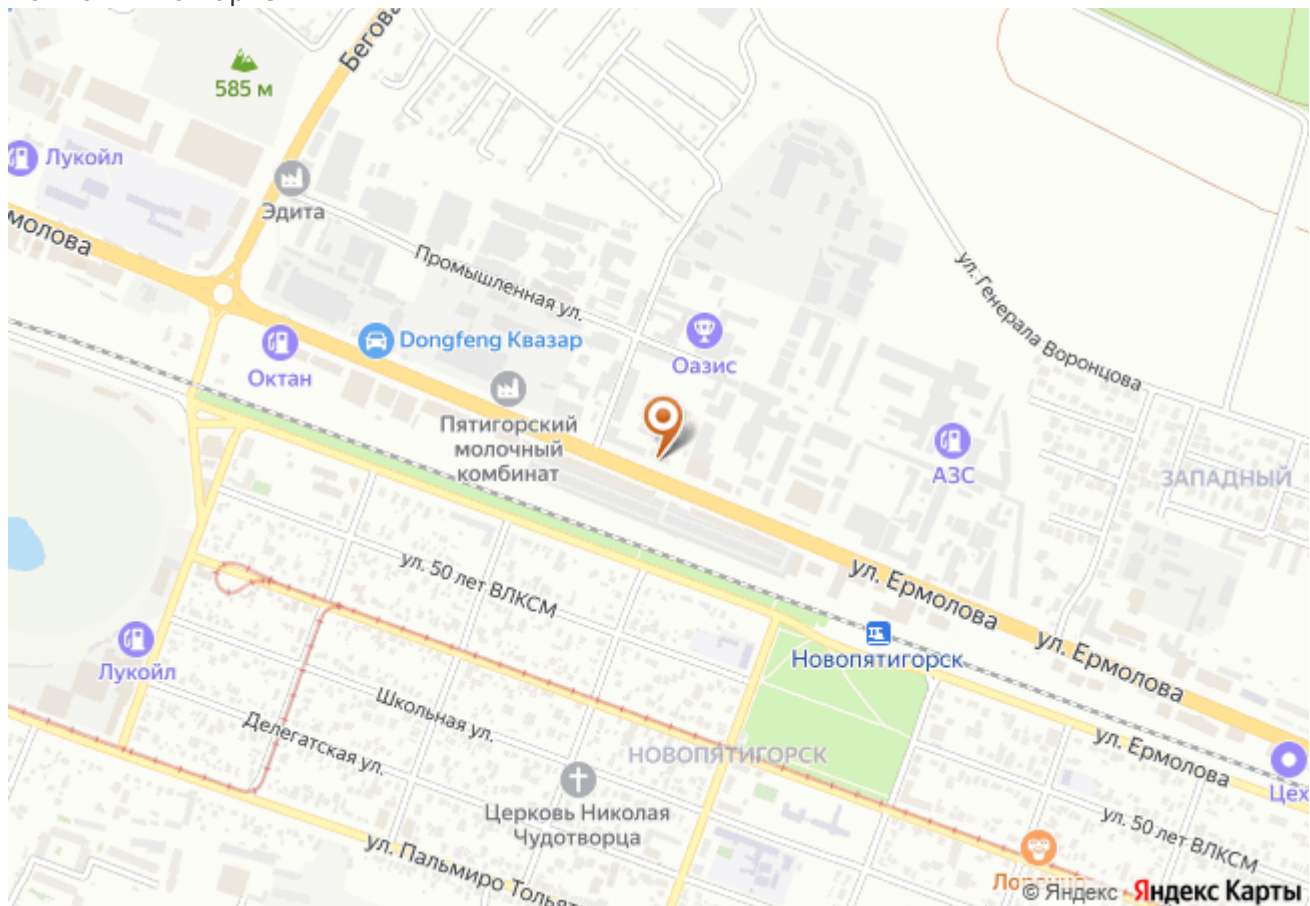 Бегова
585 м
Лукойл
Эдита
молова
Промышленная ул.
ул. Генерала Воронцова
Dongfeng Квазар
Оазис
Октан
Пятигорский
молочный
комбинат
АЗС
ЗАПАДНЫЙ
ул. 50 лет ВЛКСМ
ул. Ермолова
ул. Ермолова
Новопятигорск
Лукойл
Школьная ул.
Делегатская ул.
НОВОПЯТИГОРСК
ул. Ермолова
Цех
Церковь Николая
Чудотворца
ул. 50 лет ВЛКСМ
ул. Пальмиро Тольят
© Яндекс Яндекс Карты